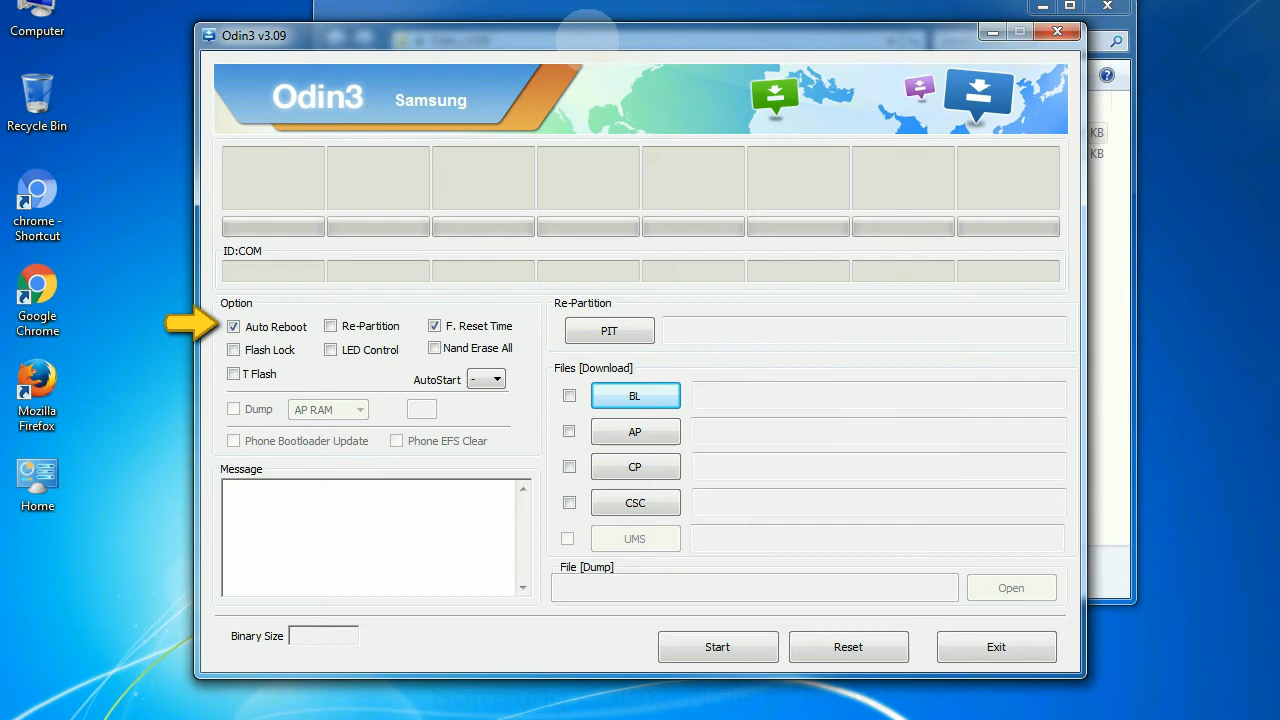 Computer
Recycle Bin
chrome -
Shortcut
Google
Chrome
Mozilla
Firefox
Home
Odin3 v3.09
Odin3 Samsung
ID:COM
Option
Auto Reboot
Re-Partition
F. Reset Time
Flash Lock
LED Control
Nand Erase All
T Flash
AutoStart -
Dump
AP RAM
Phone Bootloader Update
Phone EFS Clear
Message
Re-Partition
PIT
Files [Download]
BL
AP
CP
CSC
UMS
File [Dump]
Open
Binary Size
Start
Reset
Exit
KB
KB